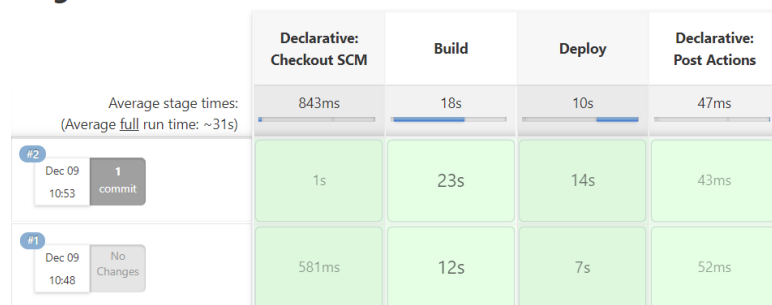 Declarative:
Checkout SCM
Build
Deploy
Declarative:
Post Actions
Average stage times:
(Average full run time: ~31s)
843ms
18s
10s
47ms
#2
Dec 09
10:53
1
commit
1s
23s
14s
43ms
#1
Dec 09
10:48
No
Changes
581ms
12s
7s
52ms